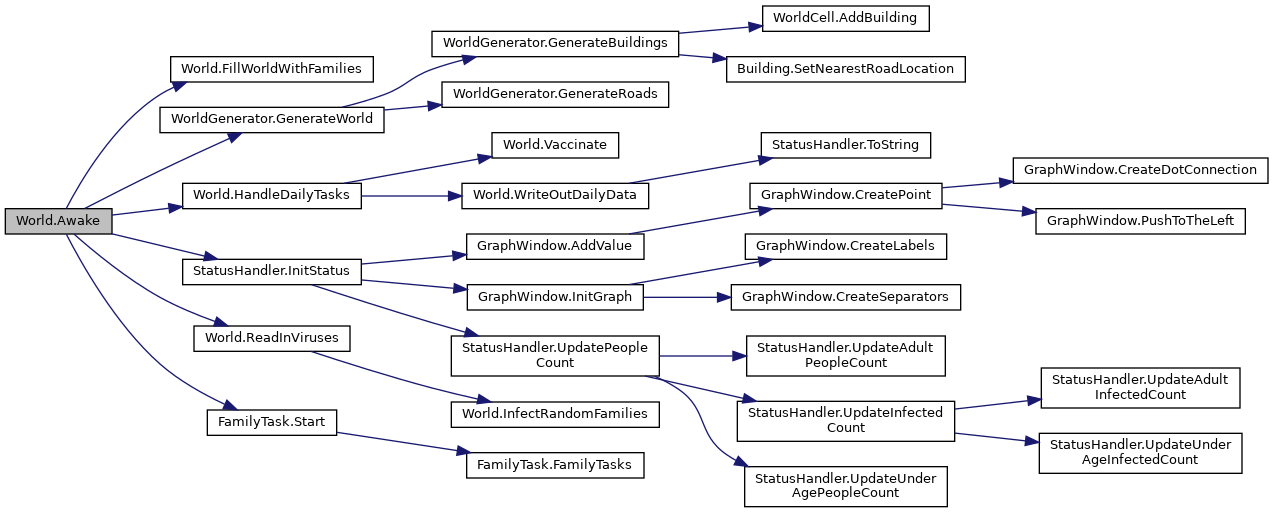 World.Awake
World.FillWorldWithFamilies
WorldGenerator.GenerateWorld
WorldGenerator.GenerateBuildings
WorldCell.AddBuilding
Building.SetNearestRoadLocation
WorldGenerator.GenerateRoads
World.HandleDailyTasks
World.Vaccinate
World.WriteOutDailyData
StatusHandler.ToString
StatusHandler.InitStatus
GraphWindow.AddValue
GraphWindow.CreatePoint
GraphWindow.CreateDotConnection
GraphWindow.PushToTheLeft
GraphWindow.InitGraph
GraphWindow.CreateLabels
GraphWindow.CreateSeparators
StatusHandler.UpdatePeople
Count
StatusHandler.UpdateAdult
PeopleCount
StatusHandler.UpdateInfected
Count
StatusHandler.UpdateAdult
InfectedCount
StatusHandler.UpdateUnder
AgeInfectedCount
StatusHandler.UpdateUnder
AgePeopleCount
World.ReadInViruses
World.InfectRandomFamilies
FamilyTask.Start
FamilyTask.FamilyTasks